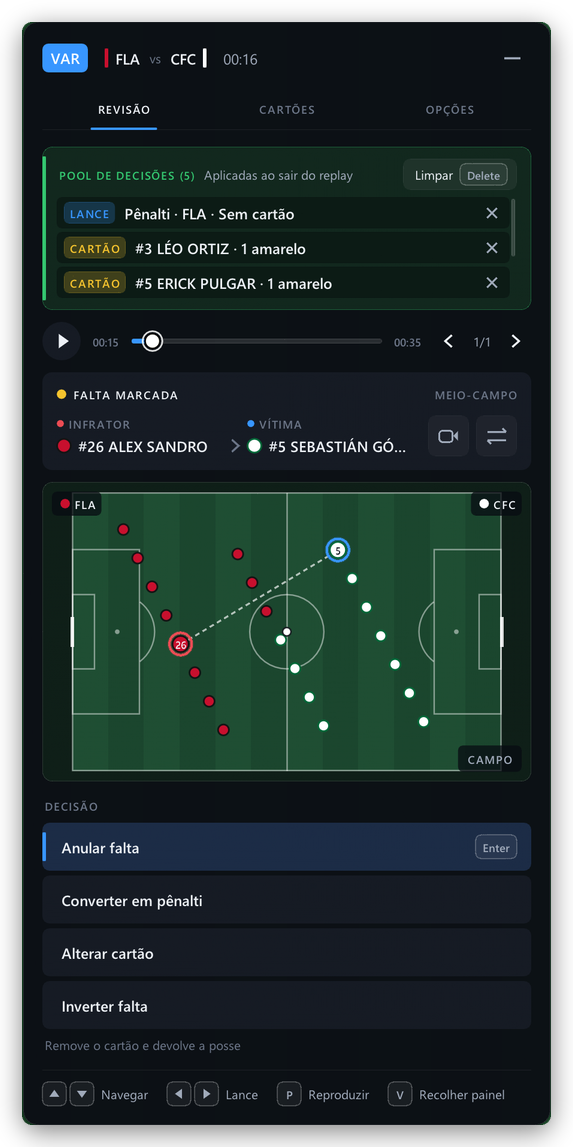 VAR FLA vs CFC 00:16
REVISÃO CARTÕES OPÇÕES
POOL DE DECISÕES (5) Aplicadas ao sair do replay Limpar Delete
LANCE Pênalti · FLA · Sem cartão
CARTÃO #3 LÉO ORTIZ · 1 amarelo
CARTÃO #5 ERICK PULGAR · 1 amarelo
00:15 00:35 1/1
FALTA MARCADA MEIO-CAMPO
INFRATOR VÍTIMA
#26 ALEX SANDRO #5 SEBASTIÁN GÓ...
FLA CFC
5
26
CAMPO
DECISÃO
Anular falta Enter
Converter em pênalti
Alterar cartão
Inverter falta
Remove o cartão e devolve a posse
Navegar Lance P Reproduzir V Recolher painel